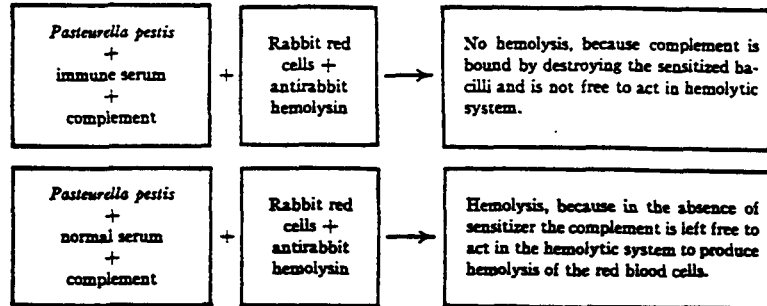 Pasteurella pestis
+
immune serum
+
complement
+
Rabbit red
cells +
antirabbit
hemolysin
No hemolysis, because complement is
bound by destroying the sensitized ba-
cilli and is not free to act in hemolytic
system.
Pasteurella pestis
+
normal serum
+
complement
+
Rabbit red
cells +
antirabbit
hemolysin
Hemolysis, because in the absence of
sensitizer the complement is left free to
act in the hemolytic system to produce
hemolysis of the red blood cells.